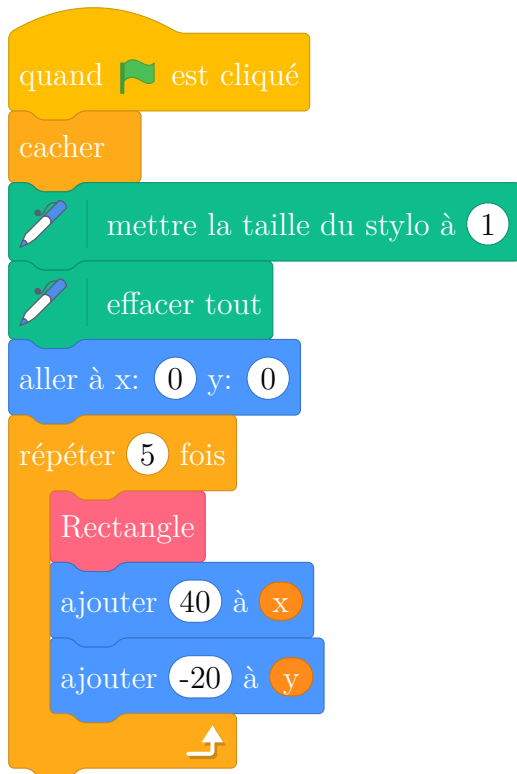 quand est cliqué
cacher
mettre la taille du stylo à 1
effacer tout
aller à x: 0 y: 0
répéter 5 fois
Rectangle
ajouter 40 à x
ajouter -20 à y